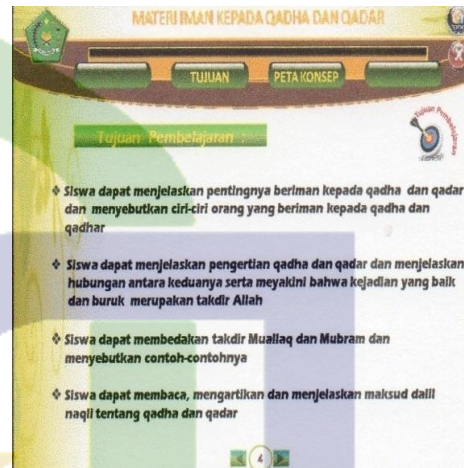 MATERI IMAN KEPADA QADHA DAN QADAR
TUJUAN
PETA KONSEP
Tujuan Pembelajaran :
Tujuan Pembelajaran
❖ Siswa dapat menjelaskan pentingnya beriman kepada qadha dan qadar
dan menyebutkan ciri-ciri orang yang beriman kepada qadha dan
qadhar
❖ Siswa dapat menjelaskan pengertian qadha dan qadar dan menjelaskan
hubungan antara keduanya serta meyakini bahwa kejadian yang baik
dan buruk merupakan takdir Allah
❖ Siswa dapat membedakan takdir Muallaq dan Mubram dan
menyebutkan contoh-contohnya
❖ Siswa dapat membaca, mengartikan dan menjelaskan maksud dalil
naqli tentang qadha dan qadar
4